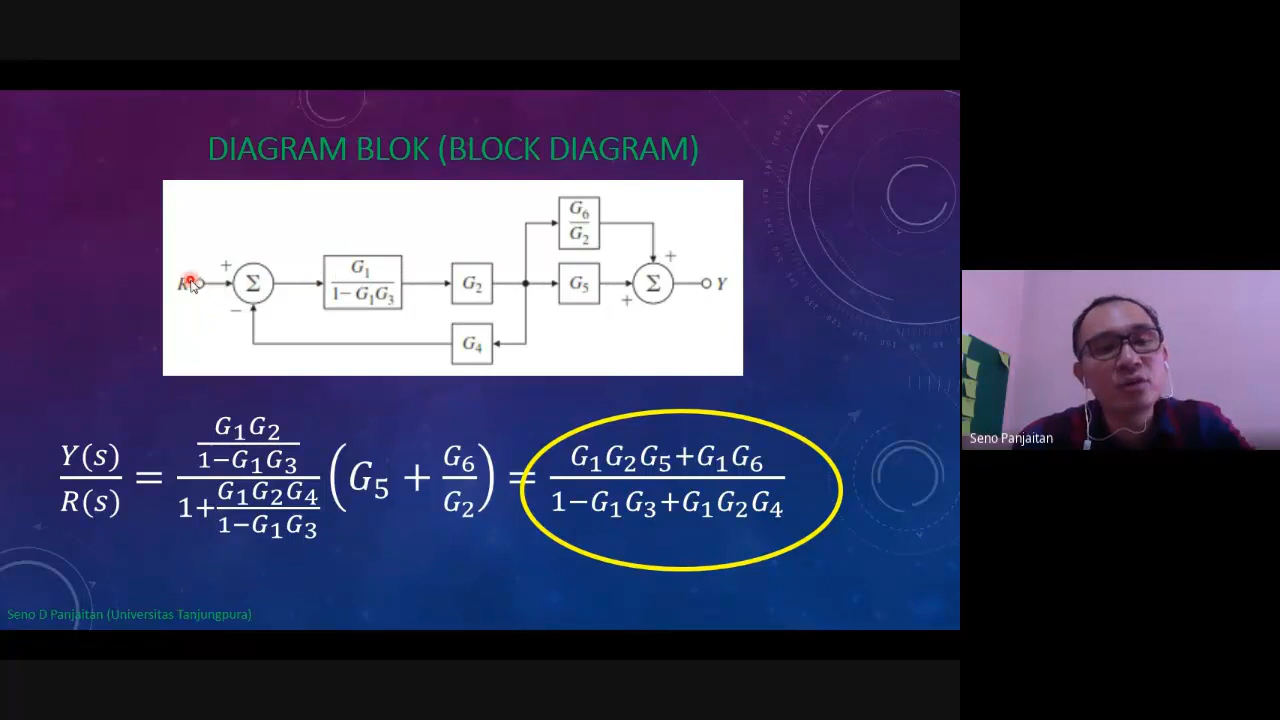 DIAGRAM BLOK (BLOCK DIAGRAM)
G₆
G₂
+
R
+
Σ
G₁
1− G₁G₃
G₂
G₅
+
Σ
Y
−
G₄
Y(s)/R(s) = (G₁G₂/(1−G₁G₃))/(1+G₁G₂G₄/(1−G₁G₃)) (G₅ + G₆/G₂) = (G₁G₂G₅+G₁G₆)/(1−G₁G₃+G₁G₂G₄)
Seno Panjaitan
Seno D Panjaitan (Universitas Tanjungpura)